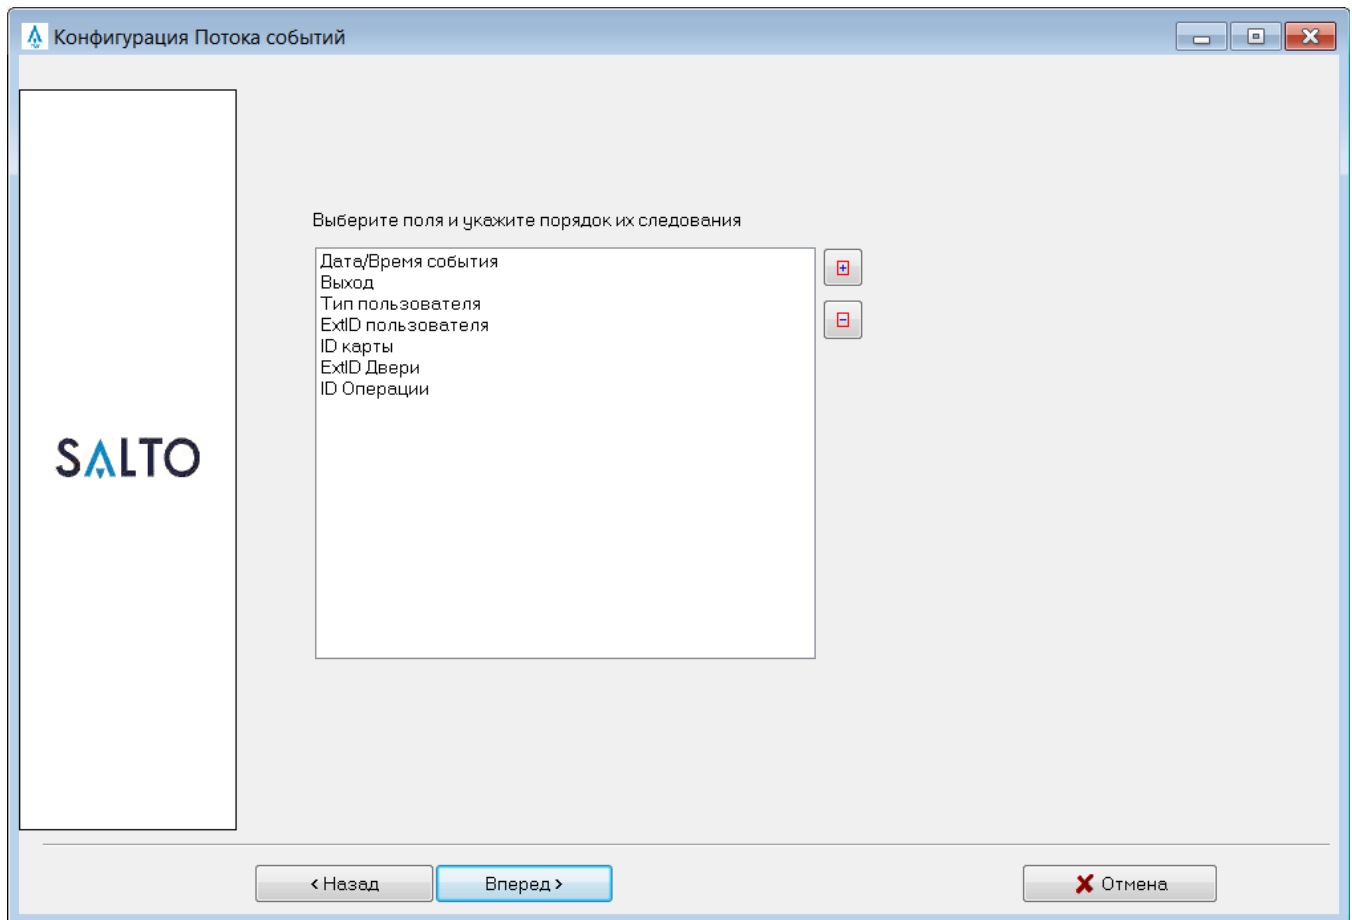 Конфигурация Потока событий
Выберите поля и укажите порядок их следования
Дата/Время события
Выход
Тип пользователя
ExtID пользователя
ID карты
ExtID Двери
ID Операции
SALTO
< Назад
Вперед >
Отмена